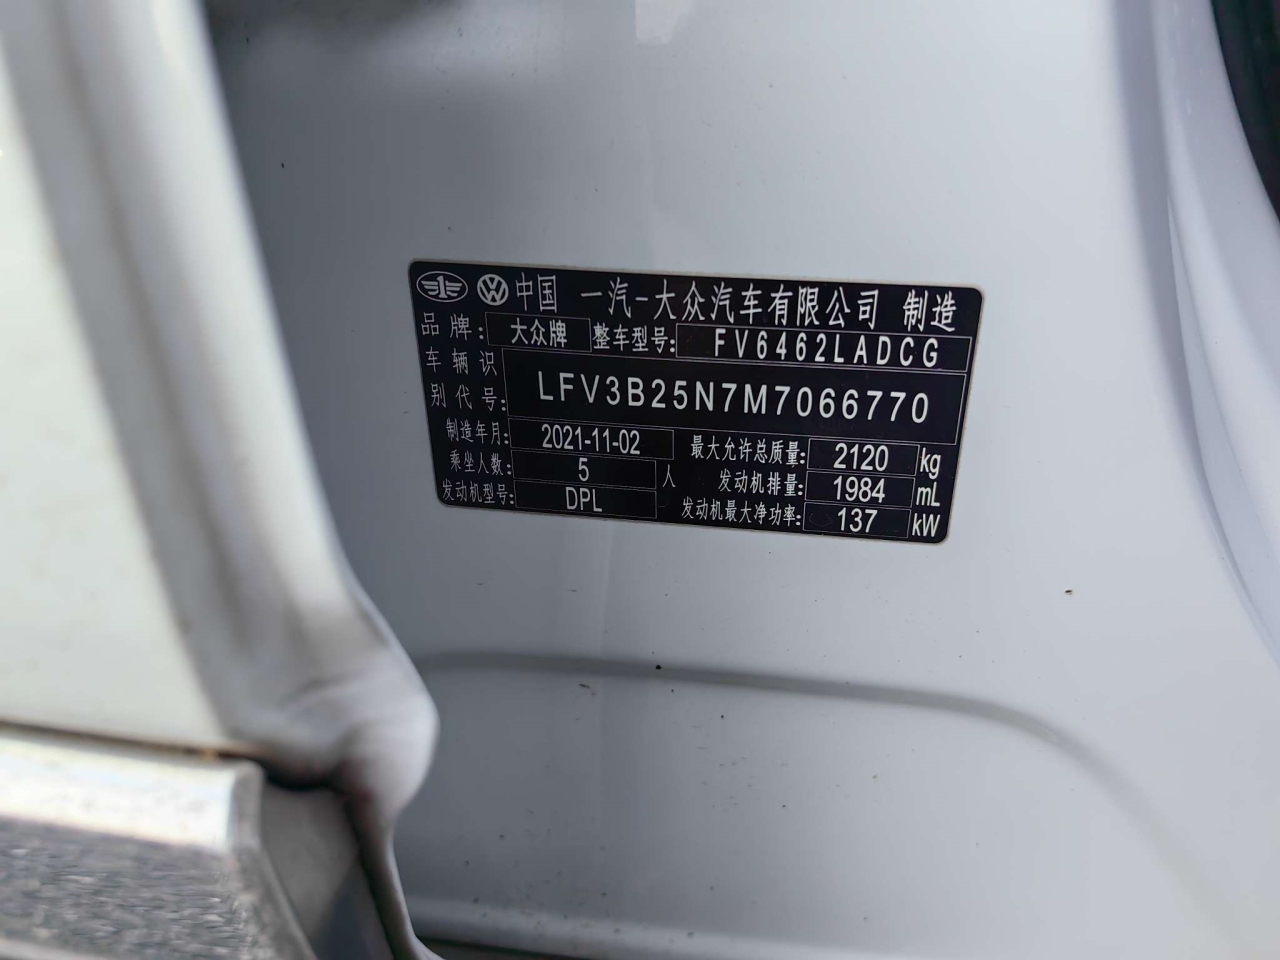 中国 一汽-大众汽车有限公司 制造
品牌: 大众牌 整车型号: FV6462LADCG
车辆识别代号: LFV3B25N7M7066770
制造年月: 2021-11-02 最大允许总质量: 2120 kg
乘坐人数: 5 人 发动机排量: 1984 mL
发动机型号: DPL 发动机最大净功率: 137 kW